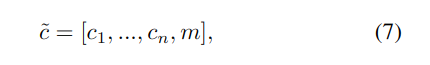 c̃ = [c₁, ..., cₙ, m], (7)